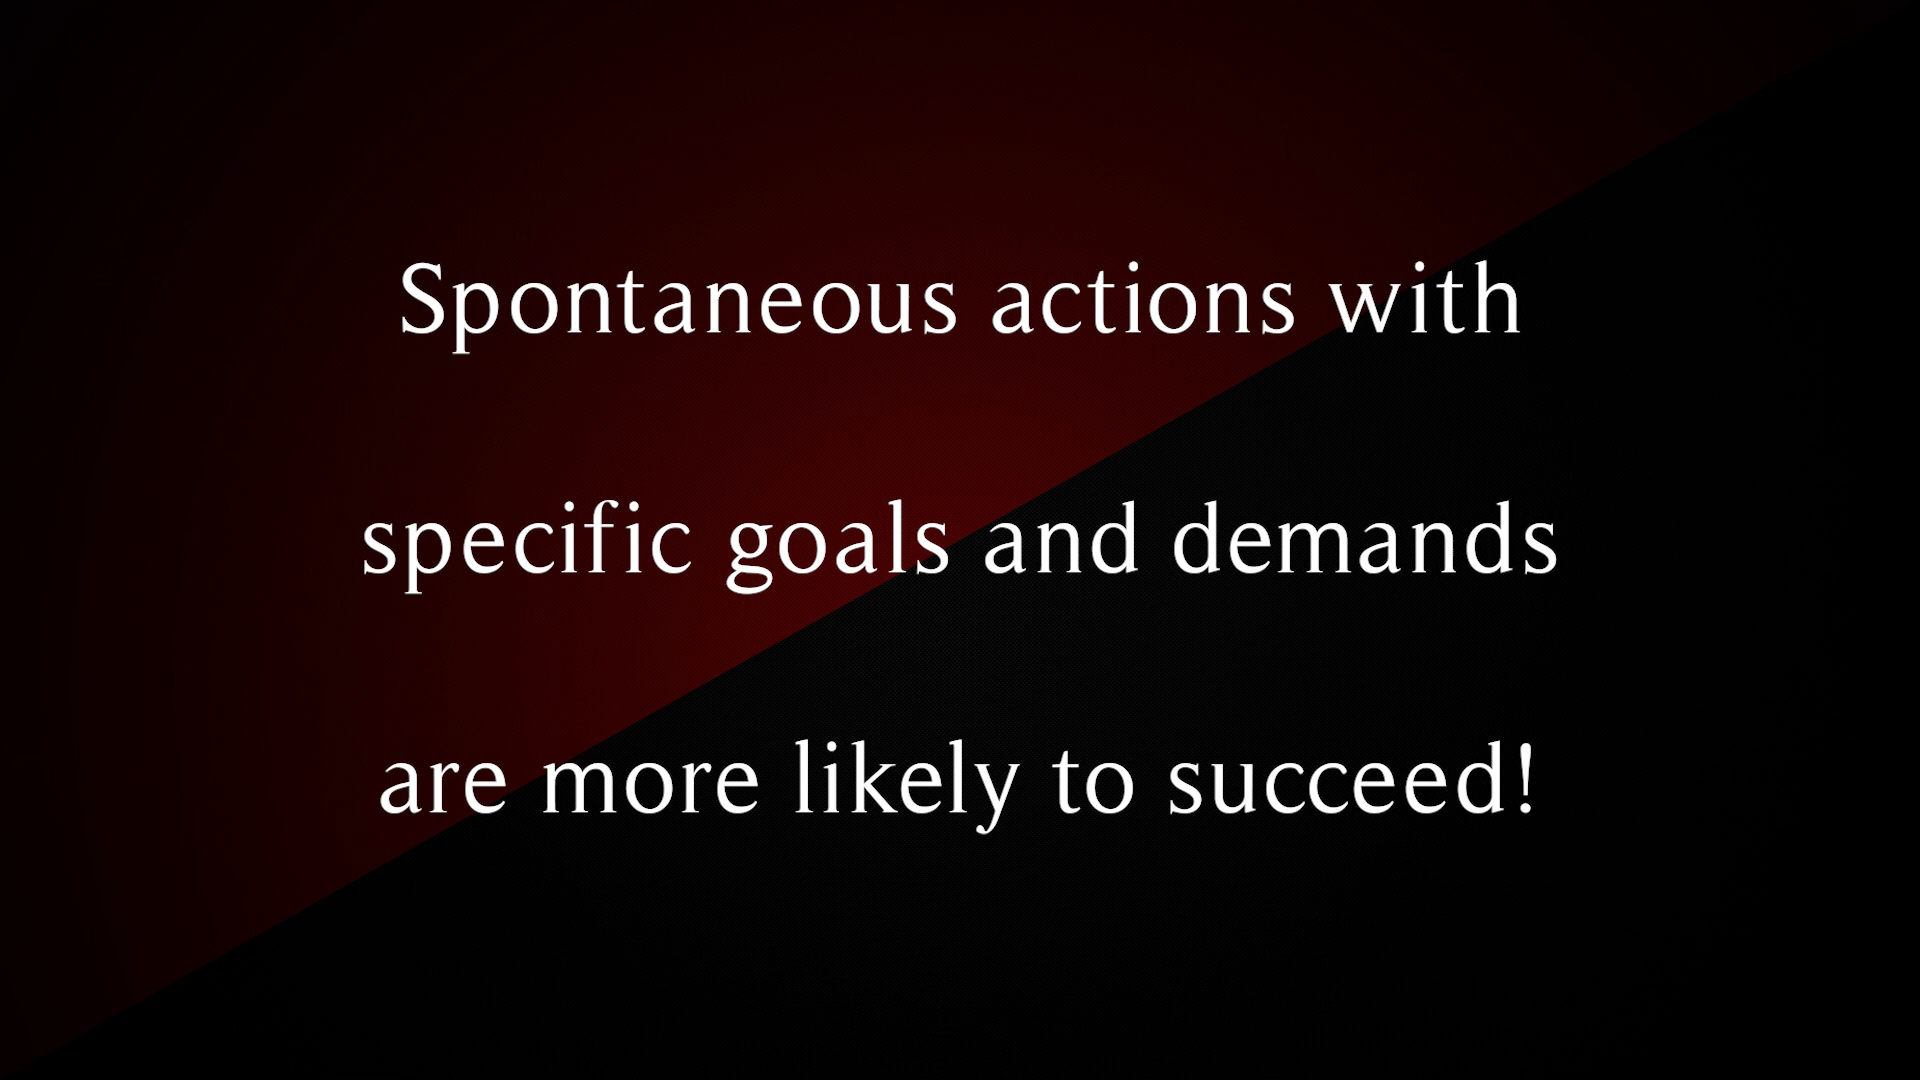 Spontaneous actions with
specific goals and demands
are more likely to succeed!